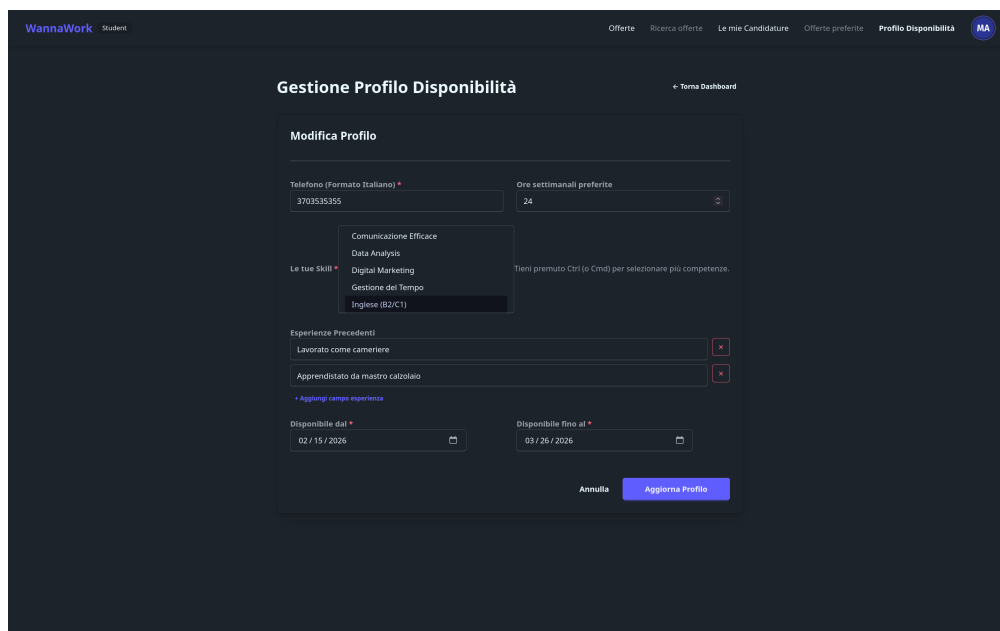 WannaWork Student Offerte Ricerca offerte Le mie Candidature Offerte preferite Profilo Disponibilità MA
Gestione Profilo Disponibilità ← Torna Dashboard
Modifica Profilo
Telefono (Formato Italiano) * Ore settimanali preferite
3703535355 24
Comunicazione Efficace
Data Analysis
Le tue Skill * Digital Marketing Tieni premuto Ctrl (o Cmd) per selezionare più competenze.
Gestione del Tempo
Inglese (B2/C1)
Esperienze Precedenti
Lavorato come cameriere ×
Apprendistato da mastro calzolaio ×
+ Aggiungi campo esperienza
Disponibile dal * Disponibile fino al *
02 / 15 / 2026 03 / 26 / 2026
Annulla Aggiorna Profilo